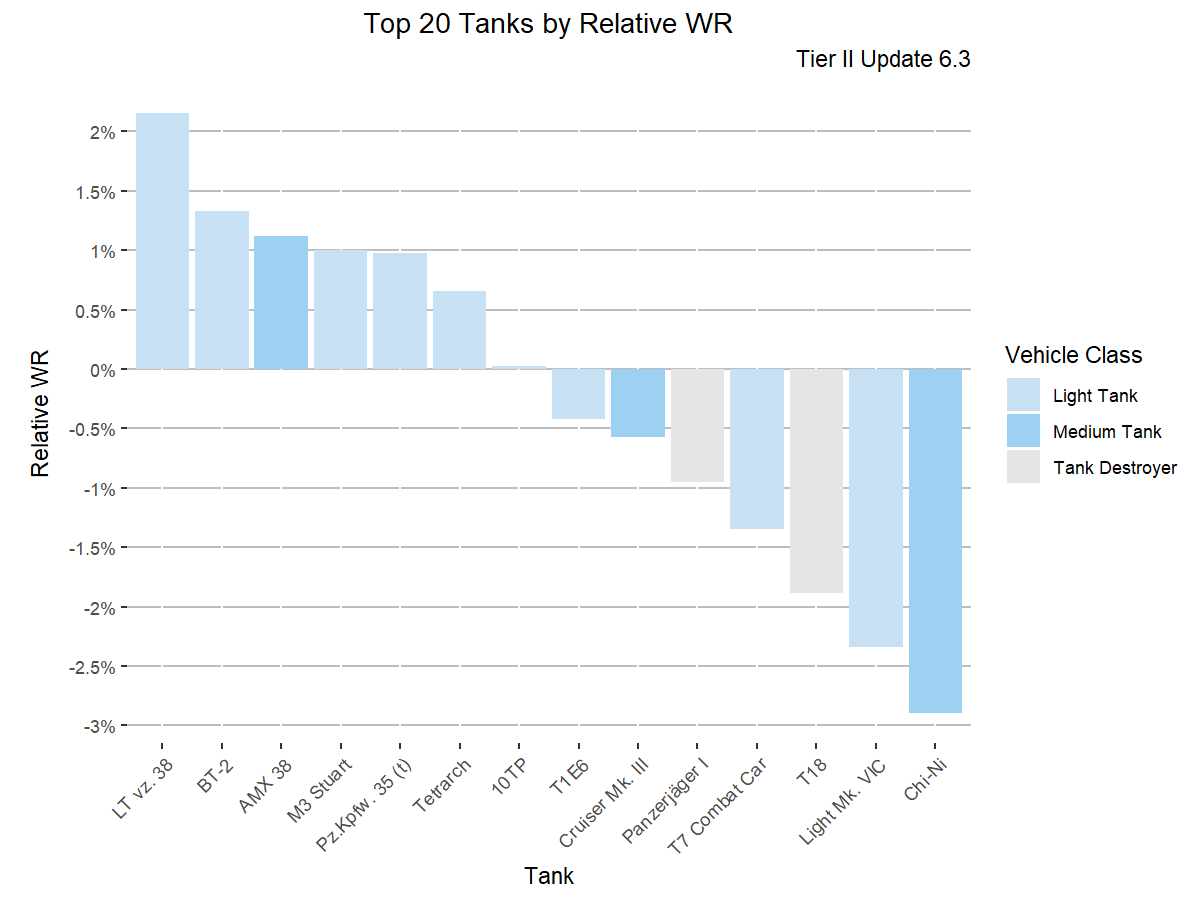 Top 20 Tanks by Relative WR
Tier II Update 6.3
2%
1.5%
1%
0.5%
0%
-0.5%
-1%
-1.5%
-2%
-2.5%
-3%
Relative WR
LT vz. 38
BT-2
AMX 38
M3 Stuart
Pz.Kpfw. 35 (t)
Tetrarch
10TP
T1E6
Cruiser Mk. III
Panzerjäger I
T7 Combat Car
T18
Light Mk. VIC
Chi-Ni
Tank
Vehicle Class
Light Tank
Medium Tank
Tank Destroyer